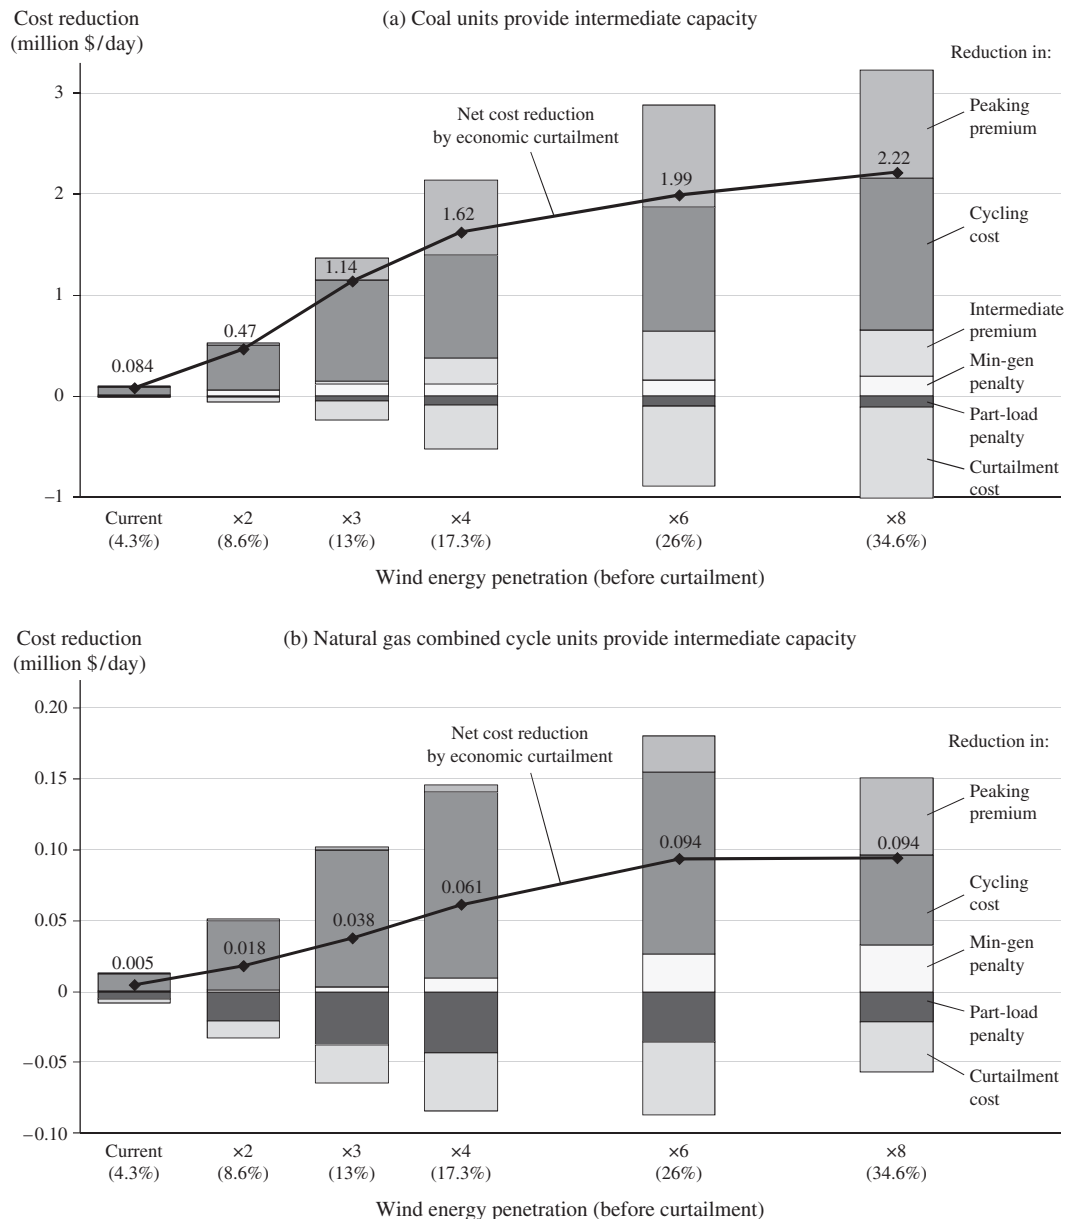 Cost reduction
(million $/day)
(a) Coal units provide intermediate capacity
Reduction in:
3
2
1
0
–1
Net cost reduction
by economic curtailment
0.084
0.47
1.14
1.62
1.99
2.22
Peaking
premium
Cycling
cost
Intermediate
premium
Min-gen
penalty
Part-load
penalty
Curtailment
cost
Current
(4.3%)
×2
(8.6%)
×3
(13%)
×4
(17.3%)
×6
(26%)
×8
(34.6%)
Wind energy penetration (before curtailment)
Cost reduction
(million $/day)
(b) Natural gas combined cycle units provide intermediate capacity
Reduction in:
0.20
0.15
0.10
0.05
0
–0.05
–0.10
Net cost reduction
by economic curtailment
0.005
0.018
0.038
0.061
0.094
0.094
Peaking
premium
Cycling
cost
Min-gen
penalty
Part-load
penalty
Curtailment
cost
Current
(4.3%)
×2
(8.6%)
×3
(13%)
×4
(17.3%)
×6
(26%)
×8
(34.6%)
Wind energy penetration (before curtailment)